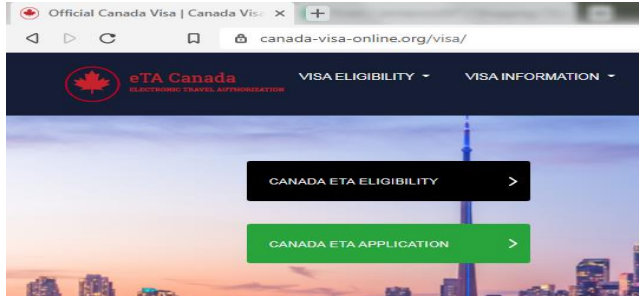 Official Canada Visa | Canada Vis
canada-visa-online.org/visa/
eTA Canada
ELECTRONIC TRAVEL AUTHORIZATION
VISA ELIGIBILITY
VISA INFORMATION
CANADA ETA ELIGIBILITY
CANADA ETA APPLICATION